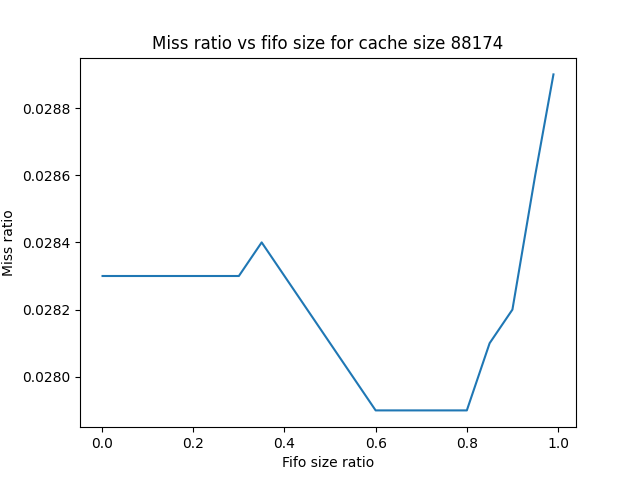 Miss ratio vs fifo size for cache size 88174
0.0288
0.0286
0.0284
0.0282
0.0280
Miss ratio
0.0 0.2 0.4 0.6 0.8 1.0
Fifo size ratio